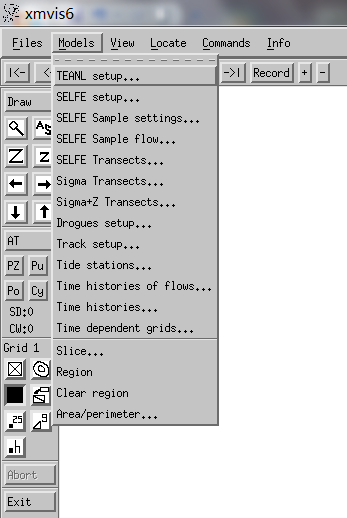 xmvis6
Files Models View Locate Commands Info
|<- ->| Record + -
Draw
TEANL setup...
SELFE setup...
SELFE Sample settings...
SELFE Sample flow...
SELFE Transects...
Sigma Transects...
Sigma+Z Transects...
Drogues setup...
Track setup...
Tide stations...
Time histories of flows...
Time histories...
Time dependent grids...
Slice...
Region
Clear region
Area/perimeter...
AS
Z Z
AT
PZ Pu
Po Cy
SD:0
CW:0
Grid 1
.25
.h
Abort
Exit